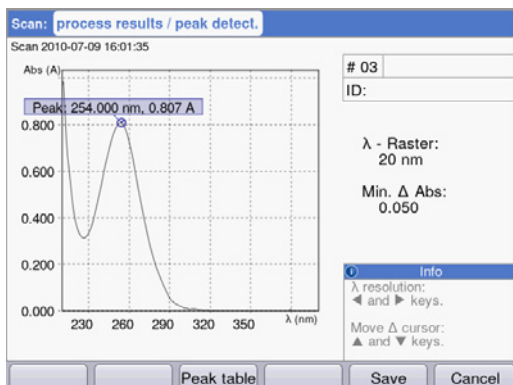 Scan: process results / peak detect.
Scan 2010-07-09 16:01:35
Abs (A)
Peak: 254.000 nm, 0.807 A
0.800
0.600
0.400
0.200
0.000
230 260 290 320 350 λ (nm)
# 03
ID:
λ - Raster:
20 nm
Min. Δ Abs:
0.050
i Info
λ resolution:
◀ and ▶ keys.
Move Δ cursor:
▲ and ▼ keys.
Peak table Save Cancel